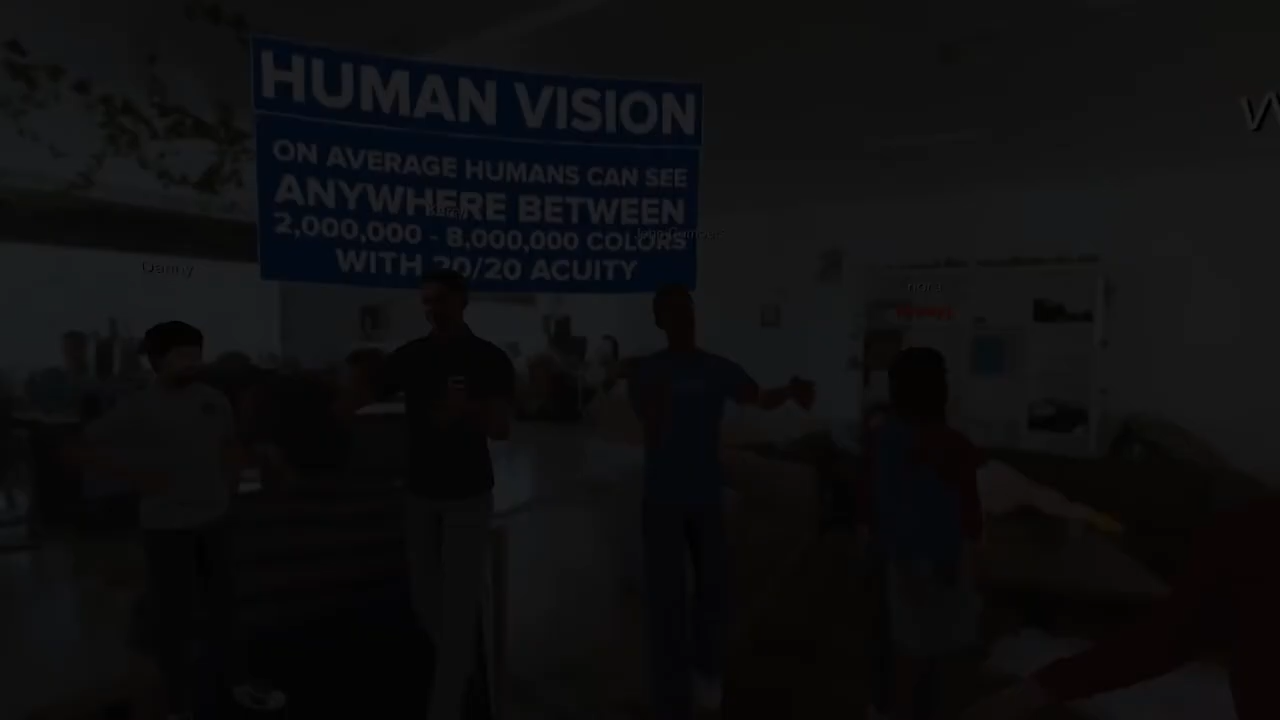 HUMAN VISION
ON AVERAGE HUMANS CAN SEE
ANYWHERE BETWEEN
2,000,000 - 8,000,000 COLORS
WITH 20/20 ACUITY
Danny